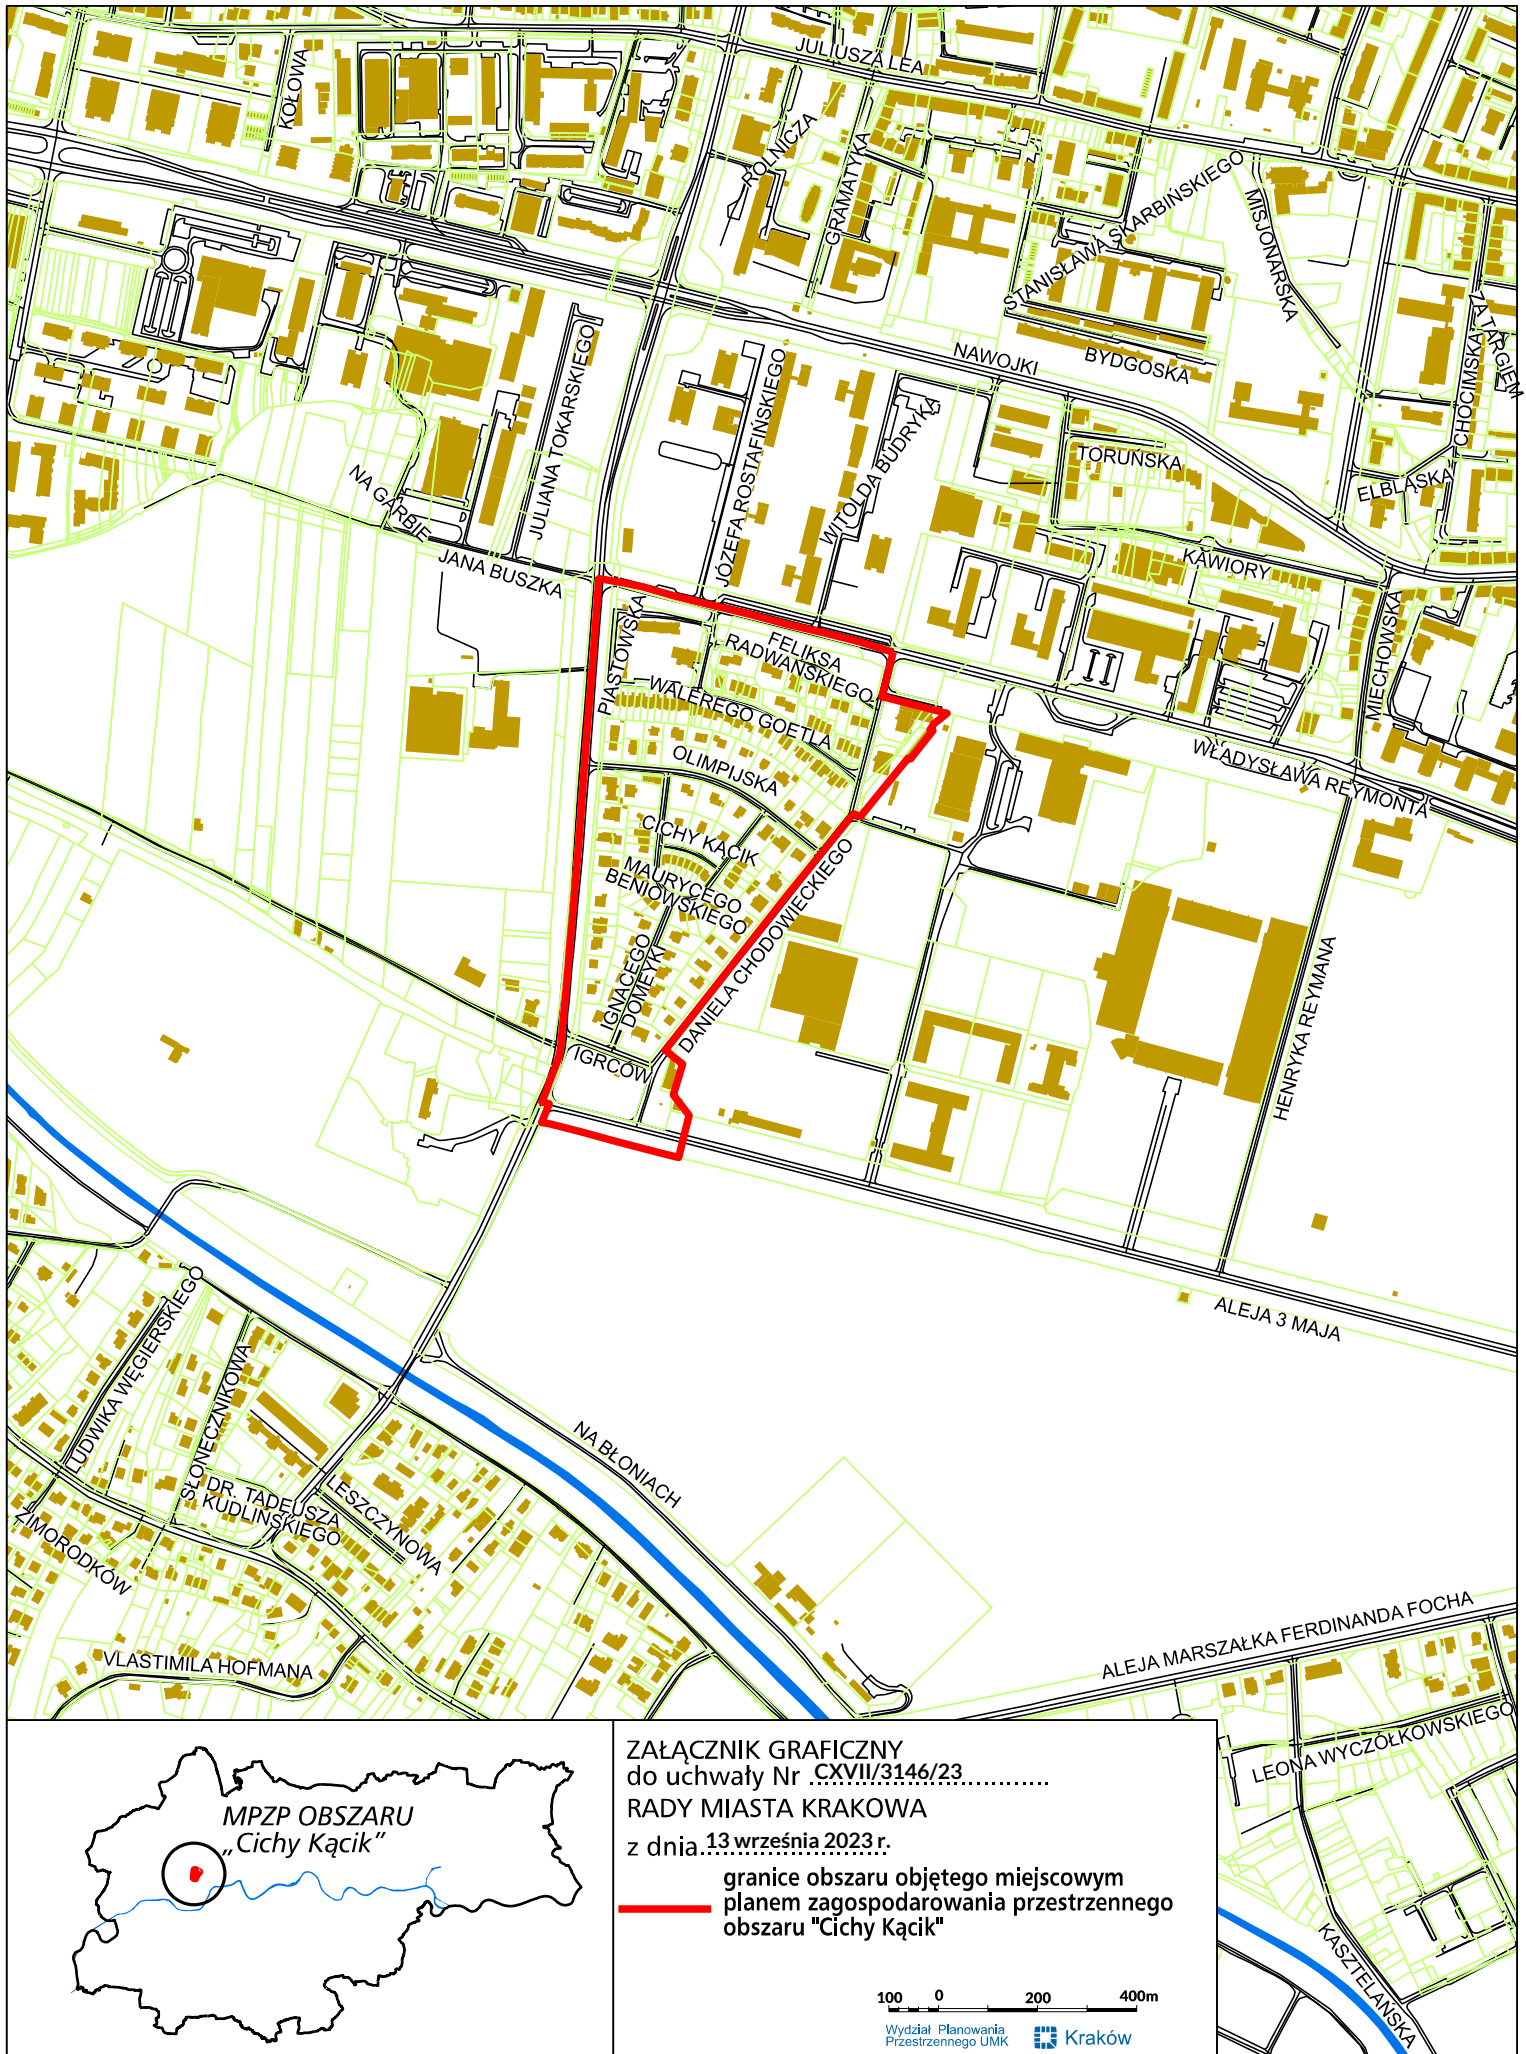 JULIUSZA LEA
KOŁOWA
ROLNICZA
GRAMATYKA
STANISŁAWA SKARBIŃSKIEGO
MISJONARSKA
ZA TARGIEM
CHOCIMSKA
NAWOJKI
BYDGOSKA
JULIANA TOKARSKIEGO
JÓZEFA ROSTAFIŃSKIEGO
WITOLDA BUDRYKA
TORUŃSKA
ELBLĄSKA
NA GARBIE
JANA BUSZKA
KAWIORY
MIECHOWSKA
PIASTOWSKA
FELIKSA
RADWAŃSKIEGO
WALEREGO GOETLA
OLIMPIJSKA
WŁADYSŁAWA REYMONTA
CICHY KĄCIK
MAURYCEGO
BENIOWSKIEGO
DANIELA CHODOWIECKIEGO
IGNACEGO
DOMEYKI
IGRCÓW
HENRYKA REYMANA
ALEJA 3 MAJA
LUDWIKA WĘGIERSKIEGO
SŁONECZNIKOWA
NA BŁONIACH
DR. TADEUSZA
KUDLIŃSKIEGO
LESZCZYNOWA
ZIMORODKÓW
VLASTIMILA HOFMANA
ALEJA MARSZAŁKA FERDINANDA FOCHA
LEONA WYCZÓŁKOWSKIEGO
KASZTELAŃSKA
MPZP OBSZARU
„Cichy Kącik”
ZAŁĄCZNIK GRAFICZNY
do uchwały Nr CXVII/3146/23
RADY MIASTA KRAKOWA
z dnia 13 września 2023 r.
granice obszaru objętego miejscowym
planem zagospodarowania przestrzennego
obszaru "Cichy Kącik"
100 0 200 400m
Wydział Planowania
Przestrzennego UMK
Kraków